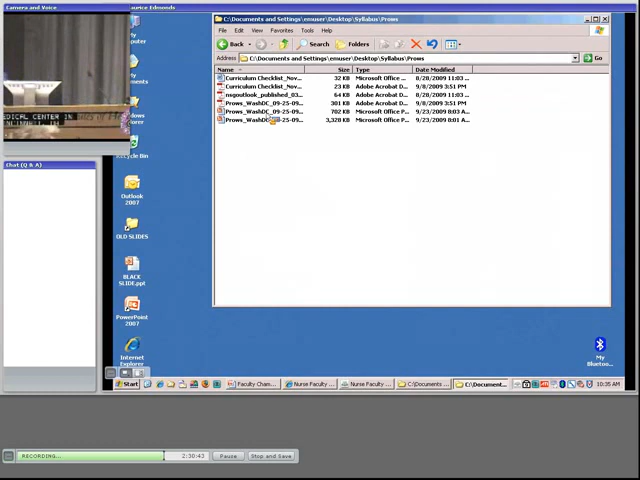 Camera and Voice
EDICAL CENTER IN
CINCINNATI, OH
Chat (Q & A)
Recycle Bin
Outlook
2007
OLD SLIDES
BLACK
SLIDE.ppt
PowerPoint
2007
Internet
Explorer
C:\Documents and Settings\emuser\Desktop\Syllabus\Prows
File Edit View Favorites Tools Help
Back Search Folders
Address C:\Documents and Settings\emuser\Desktop\Syllabus\Prows Go
Name Size Type Date Modified
Curriculum Checklist_Nov... 32 KB Microsoft Office ... 8/28/2009 11:03 ...
Curriculum Checklist_Nov... 23 KB Adobe Acrobat D... 9/8/2009 3:51 PM
negoutlook_published_03... 64 KB Adobe Acrobat D... 8/28/2009 11:03 ...
Prows_WashDC_09-25-09... 301 KB Adobe Acrobat D... 9/8/2009 3:51 PM
Prows_WashDC_09-25-09... 702 KB Microsoft Office P... 9/23/2009 8:03 A...
Prows_WashDC 25-09... 3,328 KB Microsoft Office P... 9/23/2009 8:01 A...
My
Bluetoo...
Start Faculty Cham... Nurse Faculty ... Nurse Faculty ... C:\Documents ... C:\Document... 10:35 AM
RECORDING... 2:30:43 Pause Stop and Save